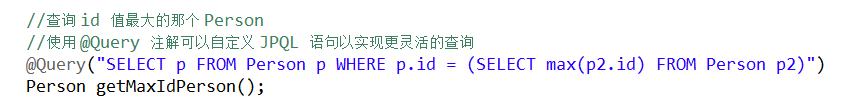 //查询 id 值最大的那个 Person
//使用 @Query 注解可以自定义 JPQL 语句以实现更灵活的查询
@Query("SELECT p FROM Person p WHERE p.id = (SELECT max(p2.id) FROM Person p2)")
Person getMaxIdPerson();